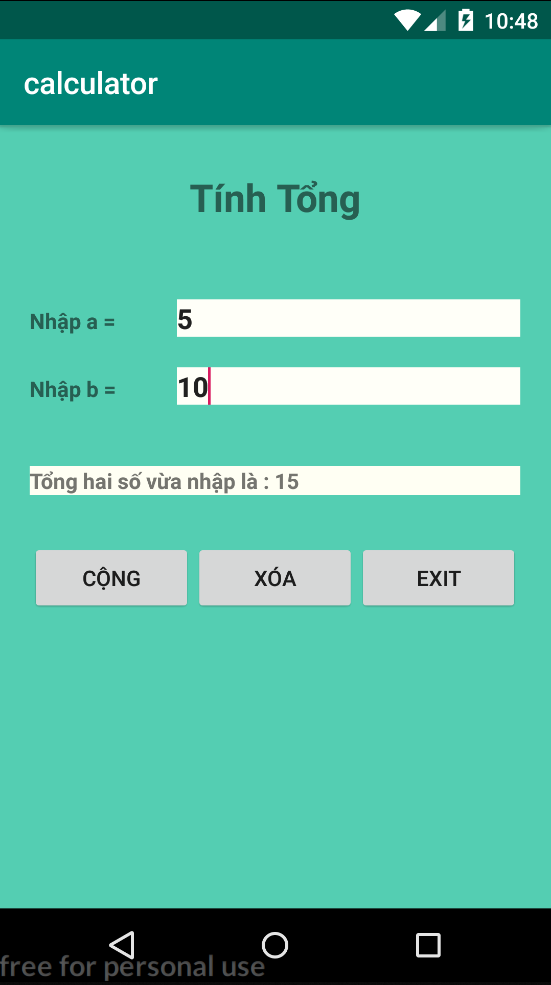 10:48
calculator
Tính Tổng
Nhập a = 5
Nhập b = 10
Tổng hai số vừa nhập là : 15
CỘNG XÓA EXIT
free for personal use